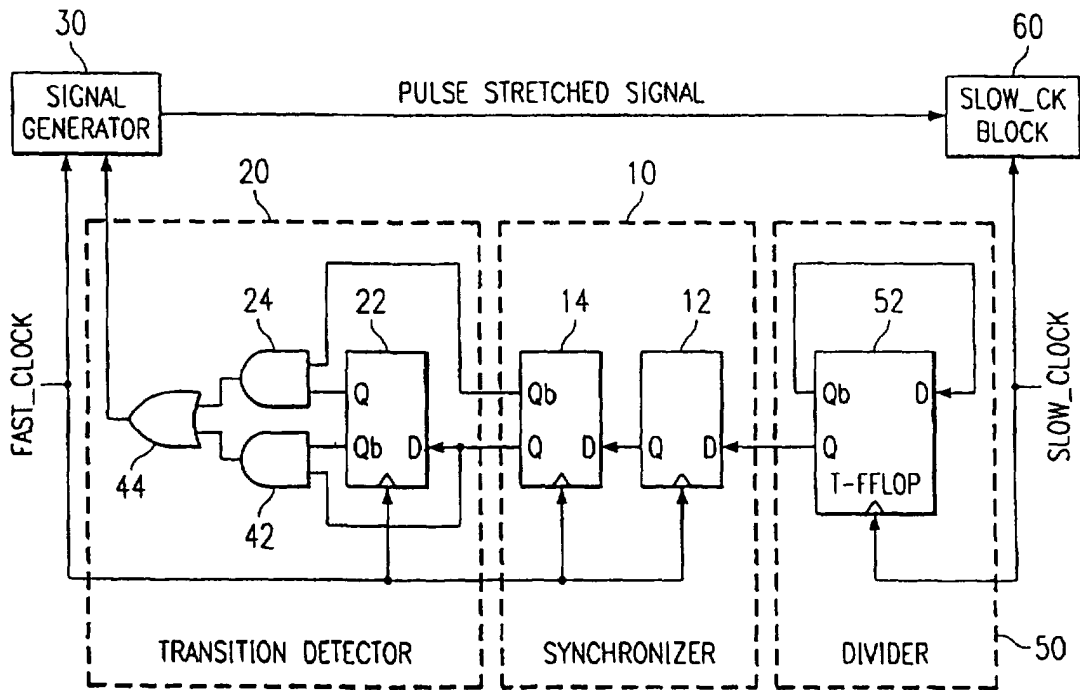 30
60
SIGNAL
GENERATOR
PULSE STRETCHED SIGNAL
SLOW_CK
BLOCK
20
10
24
22
14
12
52
FAST_CLOCK
Q
Qb
D
44
42
Qb
Q
D
Q
D
Qb
D
Q
T-FFLOP
SLOW_CLOCK
TRANSITION DETECTOR
SYNCHRONIZER
DIVIDER
50